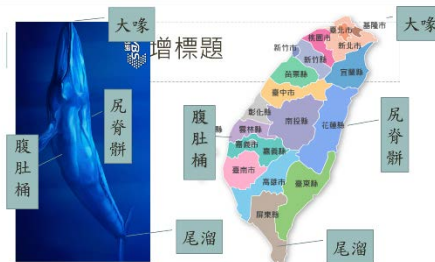 大喙
增標題
尻脊骿
腹肚桶
尾溜
大喙
基隆市
臺北市
新北市
桃園市
新竹市
新竹縣
宜蘭縣
苗栗縣
臺中市
彰化縣
南投縣
花蓮縣
雲林縣
縣
嘉義市
嘉義縣
臺南市
高雄市
臺東縣
屏東縣
腹肚桶
尻脊骿
尾溜